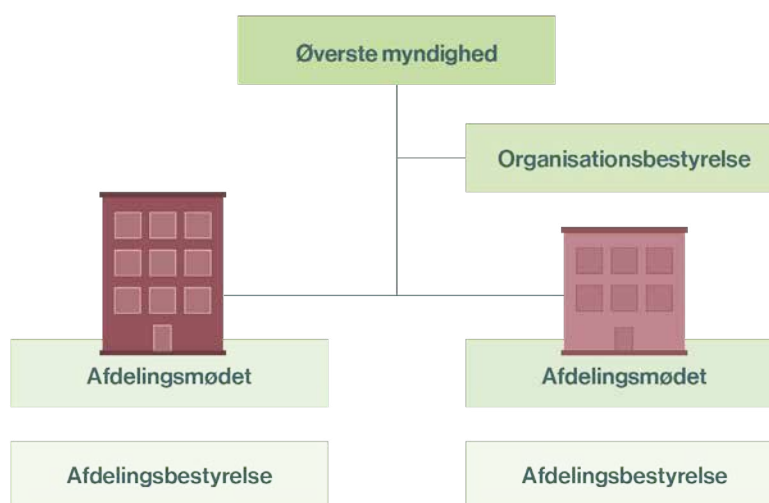 Øverste myndighed
Organisationsbestyrelse
Afdelingsmødet
Afdelingsmødet
Afdelingsbestyrelse
Afdelingsbestyrelse